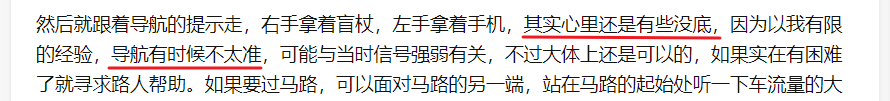 然后就跟着导航的提示走，右手拿着盲杖，左手拿着手机，其实心里还是有些没底，因为以我有限
的经验，导航有时候不太准，可能与当时信号强弱有关，不过大体上还是可以的，如果实在有困难
了就寻求路人帮助。如果要过马路，可以面对马路的另一端，站在马路的起始处听一下车流量的大